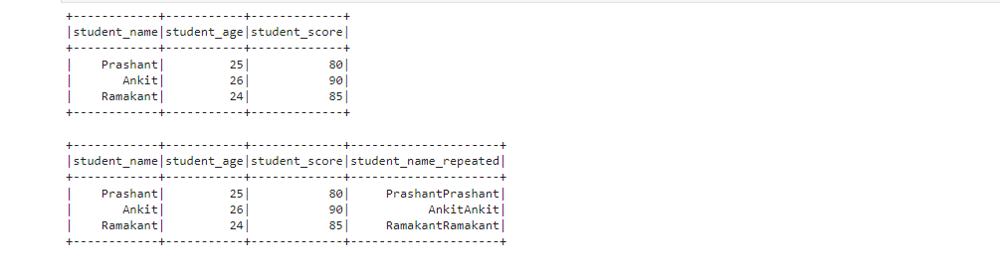 +------------+-----------+-------------+
|student_name|student_age|student_score|
+------------+-----------+-------------+
|    Prashant|         25|           80|
|       Ankit|         26|           90|
|    Ramakant|         24|           85|
+------------+-----------+-------------+
+------------+-----------+-------------+---------------------+
|student_name|student_age|student_score|student_name_repeated|
+------------+-----------+-------------+---------------------+
|    Prashant|         25|           80|     PrashantPrashant|
|       Ankit|         26|           90|           AnkitAnkit|
|    Ramakant|         24|           85|     RamakantRamakant|
+------------+-----------+-------------+---------------------+